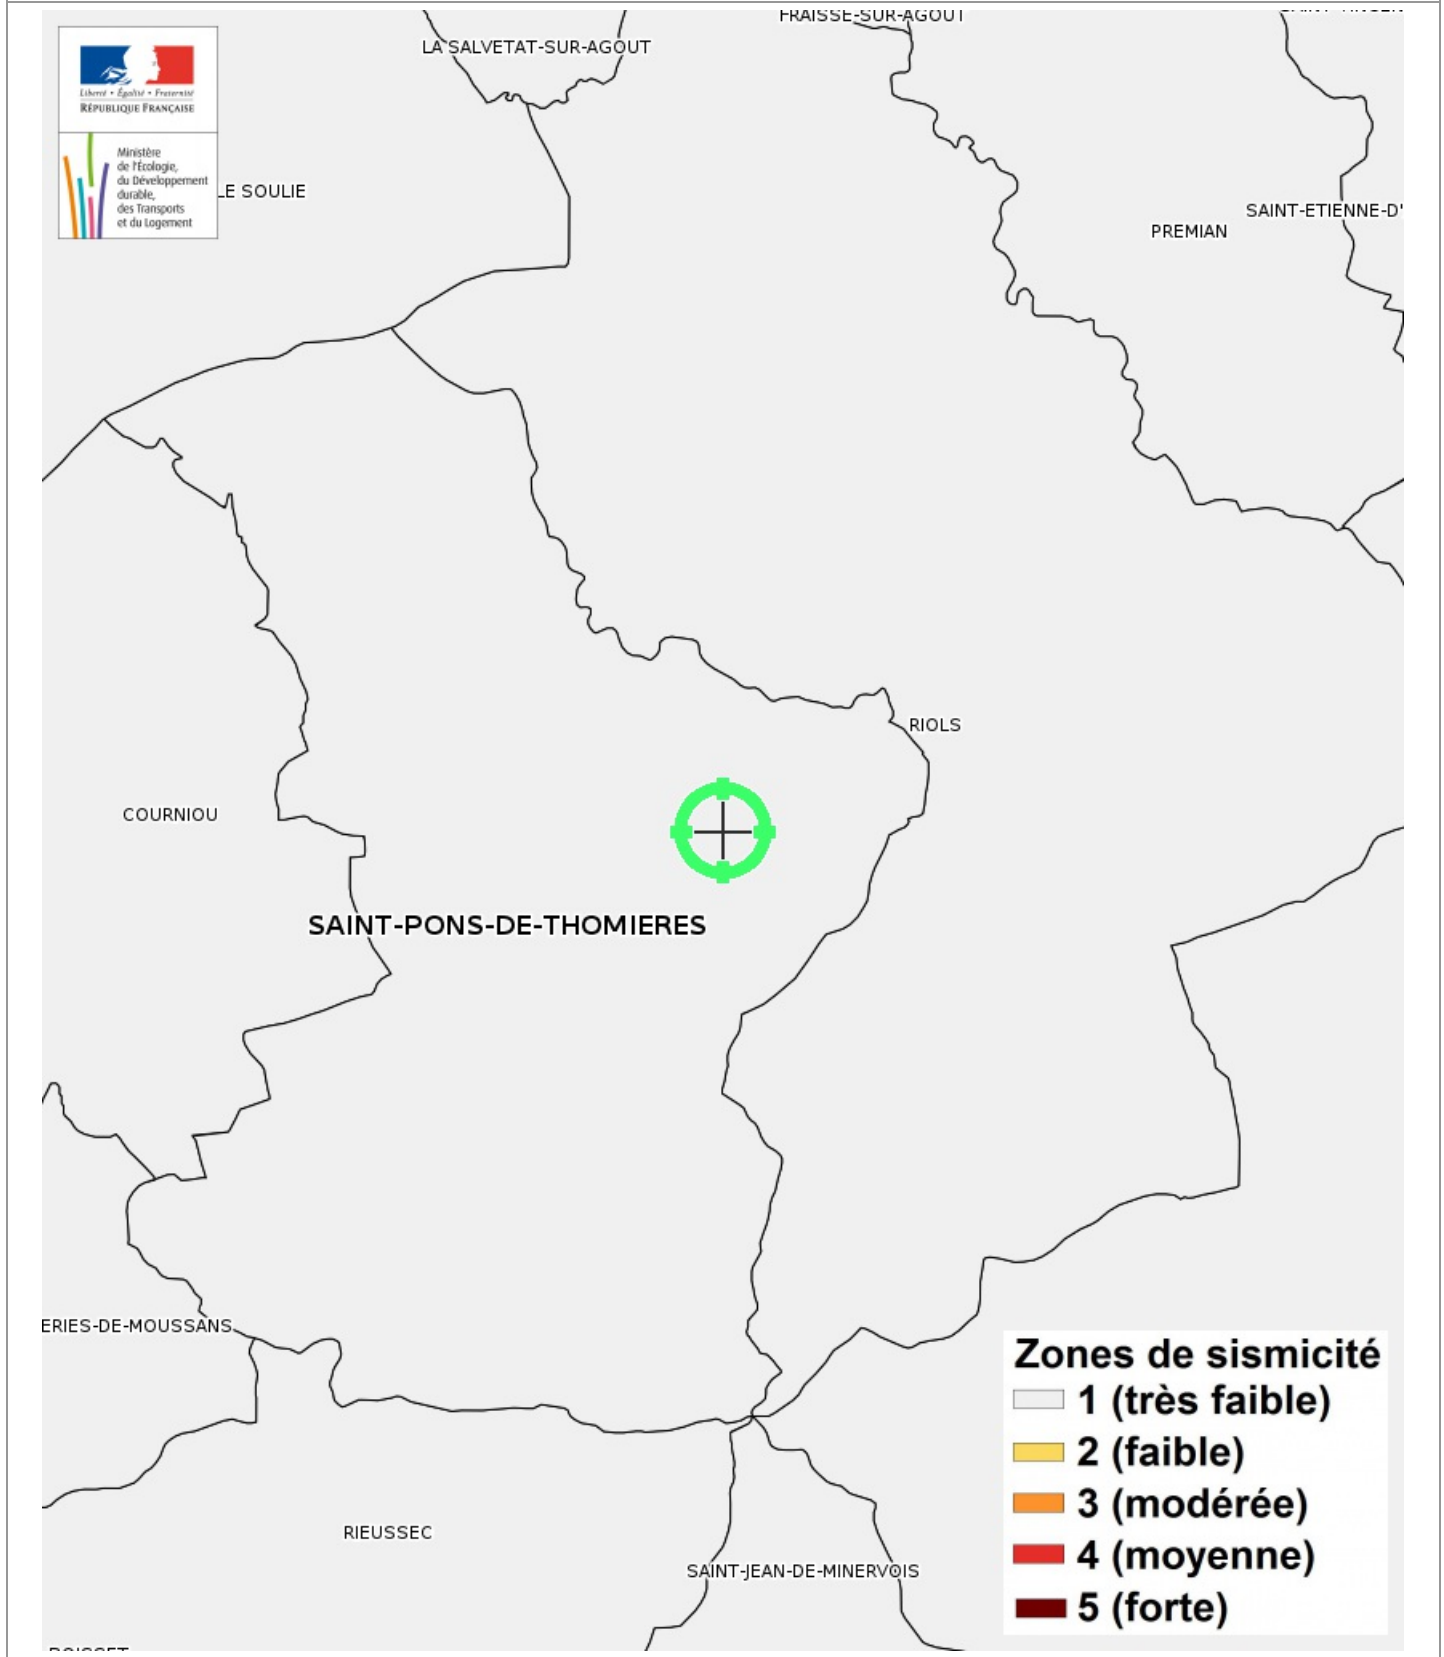 FRAISSE-SUR-AGOUT
LA SALVETAT-SUR-AGOUT
Liberté • Égalité • Fraternité
RÉPUBLIQUE FRANÇAISE
Ministère
de l'Écologie,
du Développement
durable,
des Transports
et du Logement
LE SOULIE
SAINT-ETIENNE-D'
PREMIAN
RIOLS
COURNIOU
SAINT-PONS-DE-THOMIERES
ERIES-DE-MOUSSANS
Zones de sismicité
1 (très faible)
2 (faible)
3 (modérée)
4 (moyenne)
5 (forte)
RIEUSSEC
SAINT-JEAN-DE-MINERVOIS